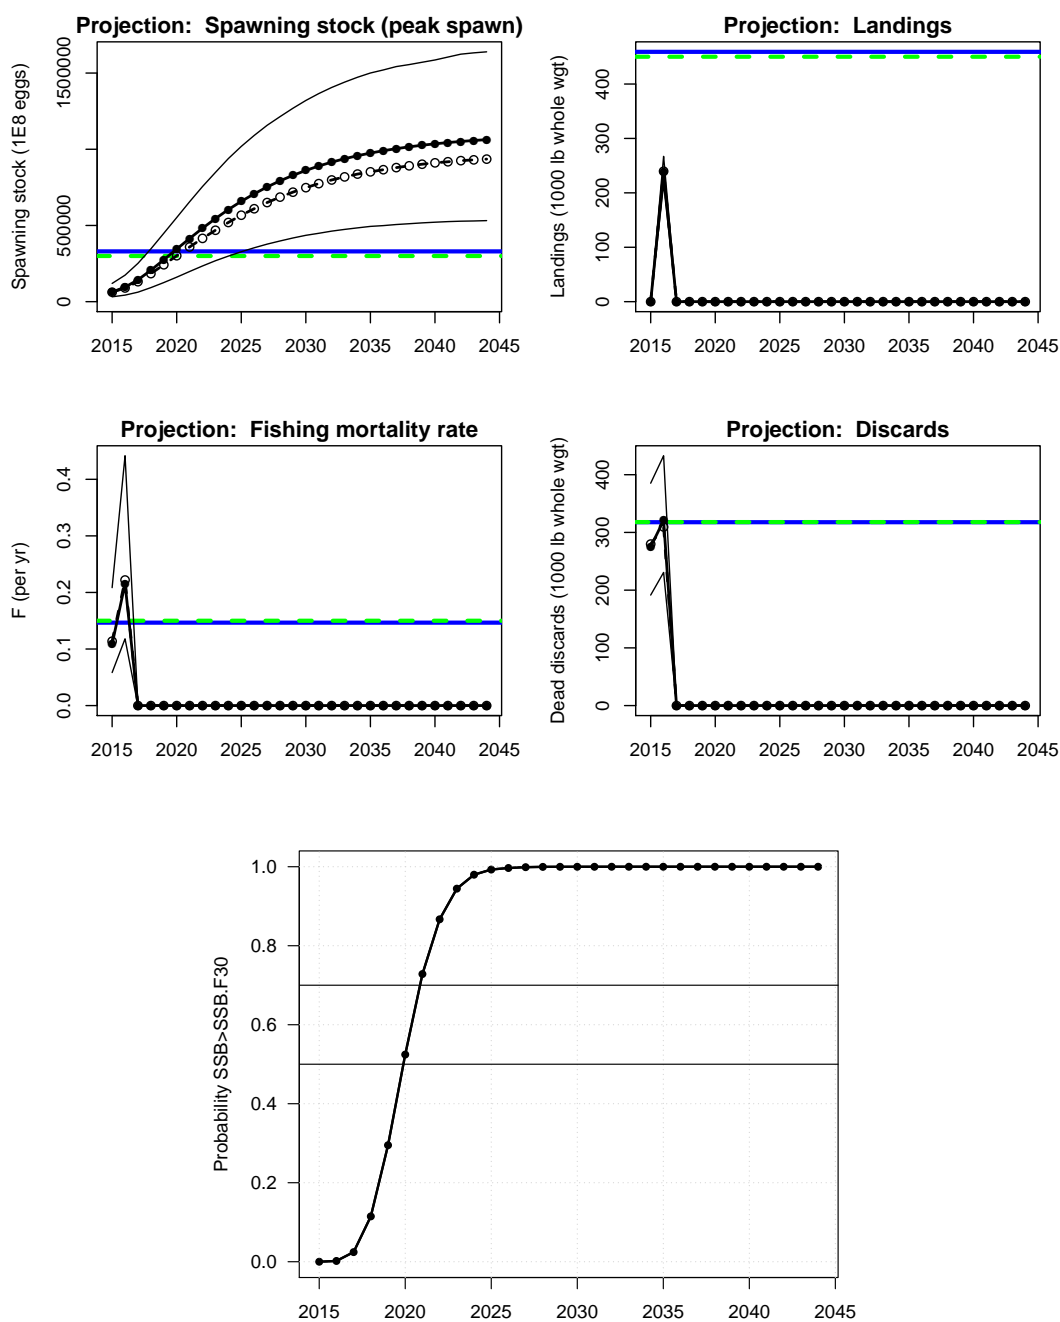 Projection: Spawning stock (peak spawn)
Spawning stock (1E8 eggs)
1500000
500000
0
2015 2020 2025 2030 2035 2040 2045
Projection: Landings
Landings (1000 lb whole wgt)
400
300
200
100
0
2015 2020 2025 2030 2035 2040 2045
Projection: Fishing mortality rate
F (per yr)
0.4
0.3
0.2
0.1
0.0
2015 2020 2025 2030 2035 2040 2045
Projection: Discards
Dead discards (1000 lb whole wgt)
400
300
200
100
0
2015 2020 2025 2030 2035 2040 2045
Probability SSB>SSB.F30
1.0
0.8
0.6
0.4
0.2
0.0
2015 2020 2025 2030 2035 2040 2045